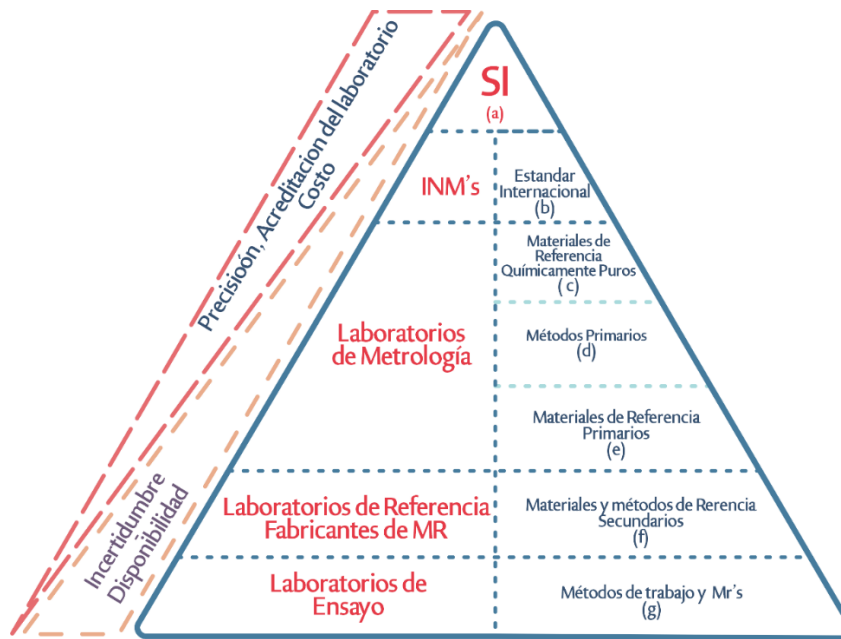 SI
(a)
Precisioón, Acreditacion del laboratorio
Costo
INM's
Estandar
Internacional
(b)
Materiales de
Referencia
Químicamente Puros
( c)
Laboratorios
de Metrología
Métodos Primarios
(d)
Materiales de Referencia
Primarios
(e)
Incertidumbre
Disponibilidad
Laboratorios de Referencia
Fabricantes de MR
Materiales y métodos de Rerencia
Secundarios
(f)
Laboratorios de
Ensayo
Métodos de trabajo y Mr's
(g)